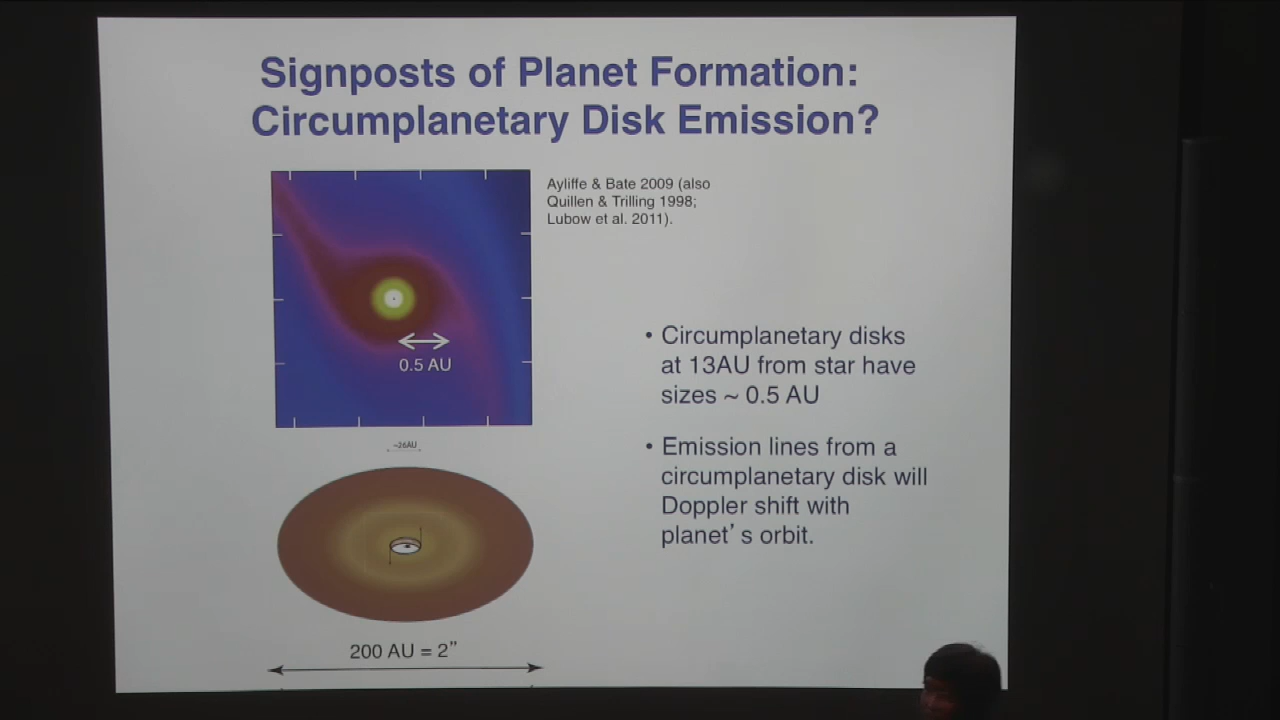 Signposts of Planet Formation:
Circumplanetary Disk Emission?
Ayliffe & Bate 2009 (also
Quillen & Trilling 1998;
Lubow et al. 2011).
0.5 AU
• Circumplanetary disks
at 13AU from star have
sizes ~ 0.5 AU
• Emission lines from a
circumplanetary disk will
Doppler shift with
planet’s orbit.
~26AU
200 AU = 2”